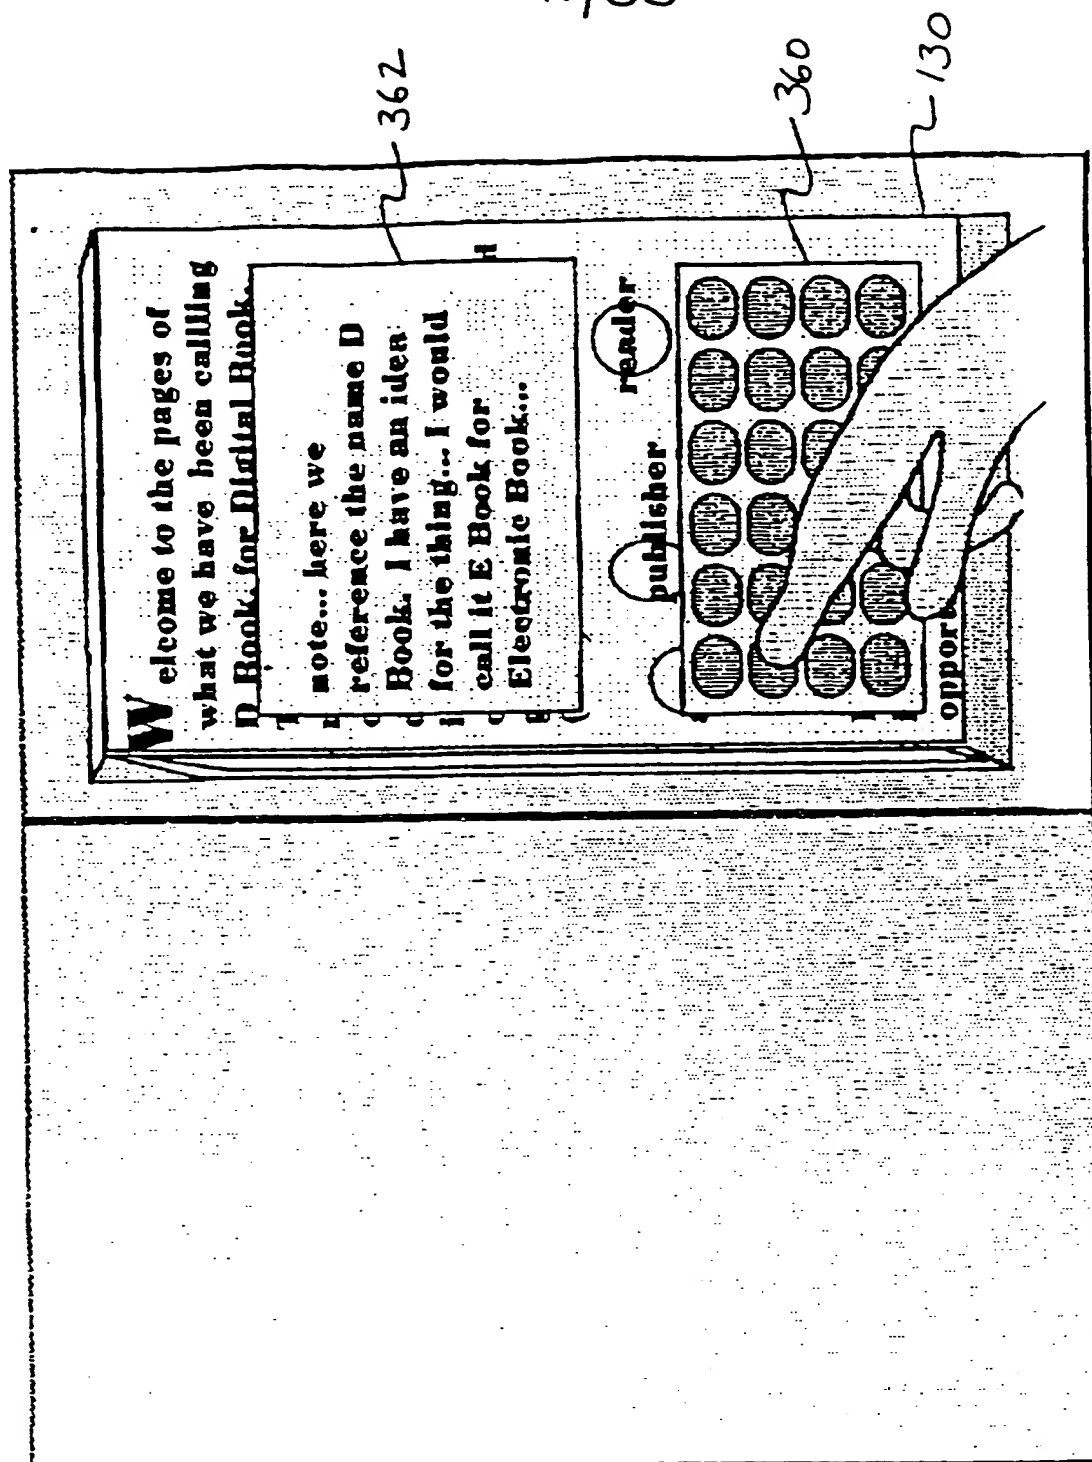 Welcome to the pages of
what we have been callling
D Book. for Digital Book.
note... here we
reference the name D
Book. I have an idea
for the thing... I would
call it E Book for
Electromic Book...
publisher
reader
opport
362
360
130